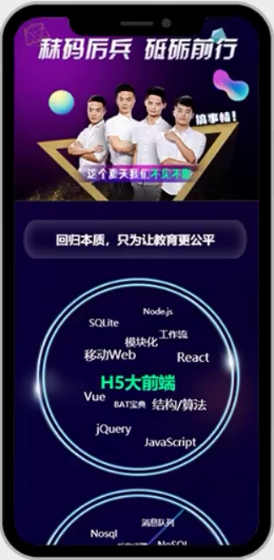 秣码厉兵 砥砺前行
搞事情!
这个夏天我们不见不散
回归本质，只为让教育更公平
Node.js
SQLite
工作流
模块化
移动Web
React
H5大前端
Vue
BAT宝典
结构/算法
jQuery
JavaScript
消息队列
Nosql
NoSQL